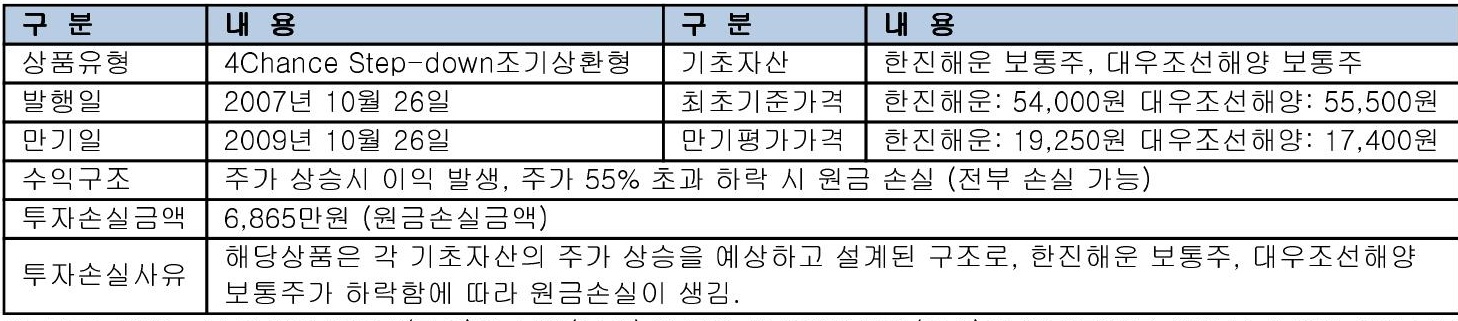 구 분 내 용 구 분 내 용
상품유형 4Chance Step-down조기상환형 기초자산 한진해운 보통주, 대우조선해양 보통주
발행일 2007년 10월 26일 최초기준가격 한진해운: 54,000원 대우조선해양: 55,500원
만기일 2009년 10월 26일 만기평가가격 한진해운: 19,250원 대우조선해양: 17,400원
수익구조 주가 상승시 이익 발생, 주가 55% 초과 하락 시 원금 손실 (전부 손실 가능)
투자손실금액 6,865만원 (원금손실금액)
투자손실사유 해당상품은 각 기초자산의 주가 상승을 예상하고 설계된 구조로, 한진해운 보통주, 대우조선해양
보통주가 하락함에 따라 원금손실이 생김.